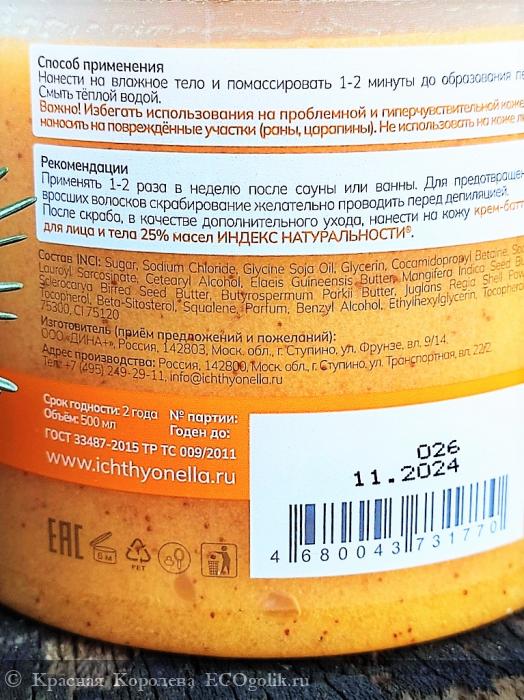 Способ применения
Нанести на влажное тело и помассировать 1-2 минуты до образования
Смыть тёплой водой.
Важно! Избегать использования на проблемной и гиперчувствительной коже
наносить на повреждённые участки (раны, царапины). Не использовать на коже
Рекомендации
Применять 1-2 раза в неделю после сауны или ванны. Для
вросших волосков скрабирование желательно проводить перед депиляцией.
После скраба, в качестве дополнительного ухода, нанести на кожу
для лица и тела 25% масел ИНДЕКС НАТУРАЛЬНОСТИ®.
Состав INCI: Sugar, Sodium Chloride, Glycine Soja Oil, Glycerin, Cocamidopropyl Betaine,
Lauroyl Sarcosipate, Cetearyl Alcohol, Elaeis Guineensis Butter, Mangifera Indica Seed
Sclerocarya Birrea Seed Butter, Butyrospermum Parkii Butter, Juglans Regia Shell
Tocopherol, Beta-Sitosterol, Squalene, Parfum, Benzyl Alcohol, Ethylhexylglycerin,
75300, CI 75120
Изготовитель (приём предложений и пожеланий):
ООО «ДИНА+», Россия, 142803, Моск. обл., г. Ступино, ул. Фрунзе, вл. 9/14.
Адрес производства: Россия, 142800, Моск. обл., г. Ступино, ул. Транспортная, вл. 22/2.
Тел.: +7 (495) 249-29-11, info@ichthyonella.ru
Срок годности: 2 года
Объём: 500 мл
№ партии:
Годен до:
ГОСТ 33487-2015 ТР ТС 009/2011
www.ichthyonella.ru
026
11.2024
4 680043 731770
EAC
6 M
PET
© Красная Королева ECOgolik.ru